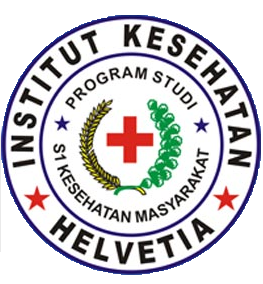 INSTITUT KESEHATAN
HELVETIA
PROGRAM STUDI
S1 KESEHATAN MASYARAKAT